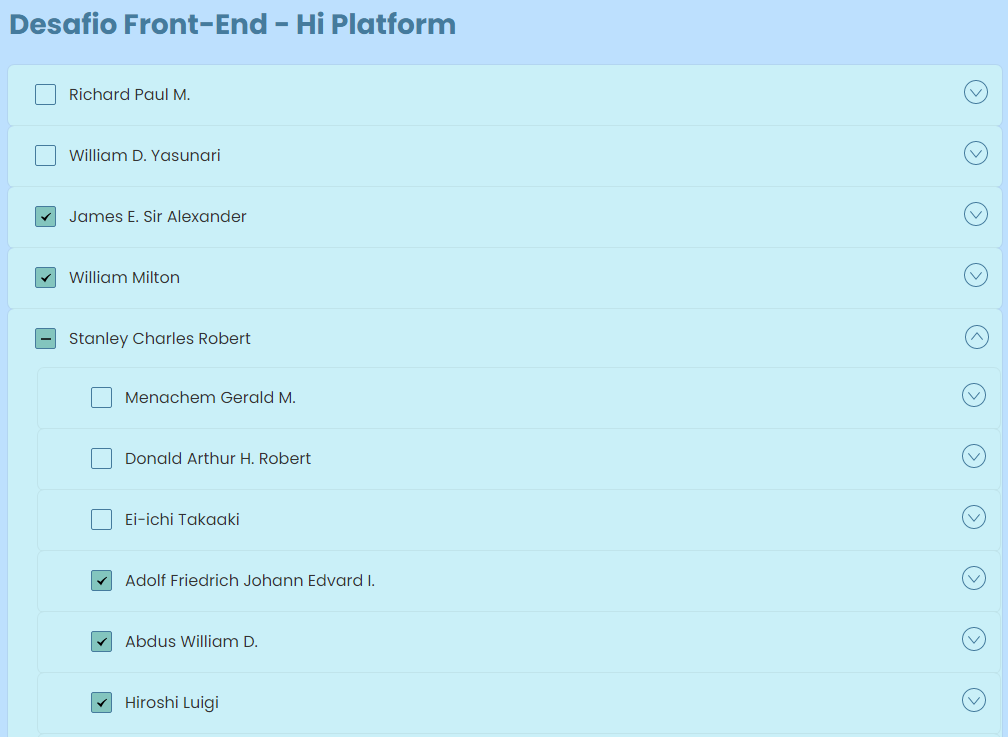 Desafio Front-End - Hi Platform
Richard Paul M.
William D. Yasunari
James E. Sir Alexander
William Milton
Stanley Charles Robert
Menachem Gerald M.
Donald Arthur H. Robert
Ei-ichi Takaaki
Adolf Friedrich Johann Edvard I.
Abdus William D.
Hiroshi Luigi